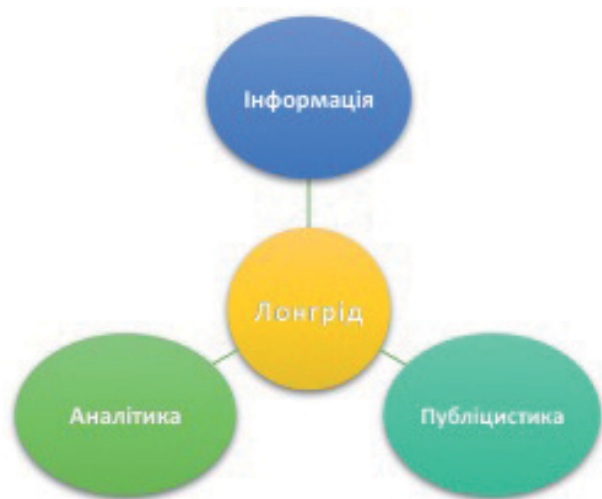 Інформація
Лонгрід
Аналітика
Публіцистика